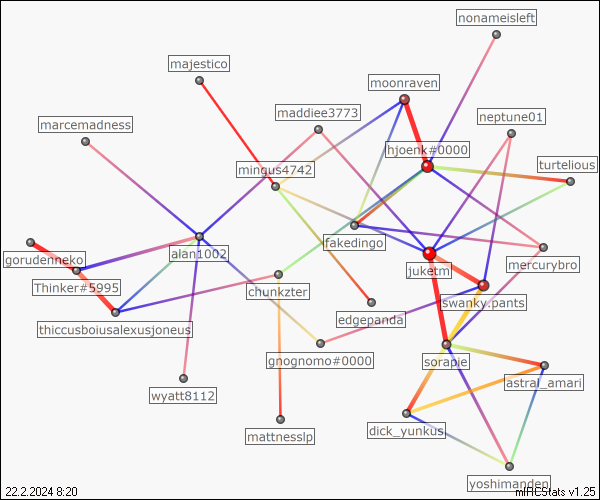 nonameisleft
majestico
moonraven
maddiee3773
neptune01
marcemadness
hjoenk#0000
turtelious
mingus4742
fakedingo
alan1002
gorudenneko
mercurybro
juketm
Thinker#5995
chunkzter
swanky.pants
edgepanda
thiccusboiusalexusjoneus
gnognomo#0000
sorapie
astral_amari
wyatt8112
dick_yunkus
mattnesslp
yoshimanden
22.2.2024 8:20
mIRCStats v1.25